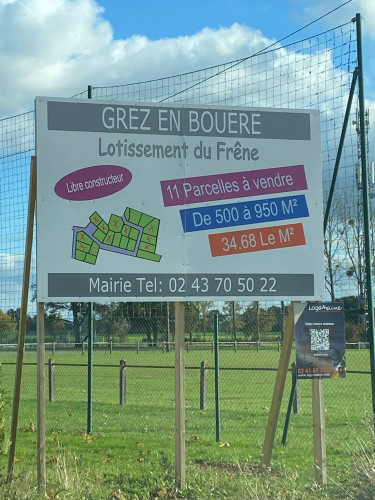 GREZ EN BOUERE
Lotissement du Frêne
Libre constructeur
11 Parcelles à vendre
De 500 à 950 M²
34.68 Le M²
Mairie Tel: 02 43 70 50 22